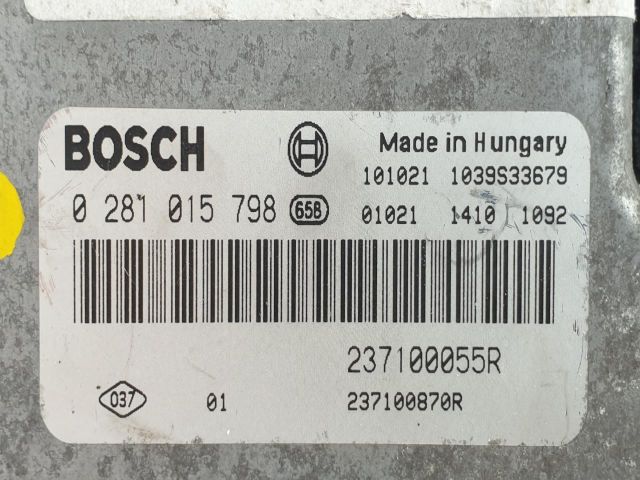 BOSCH Made in Hungary
101021 1039S33679
0 281 015 798 658 01021 1410 1092
237100055R
037 01 237100870R